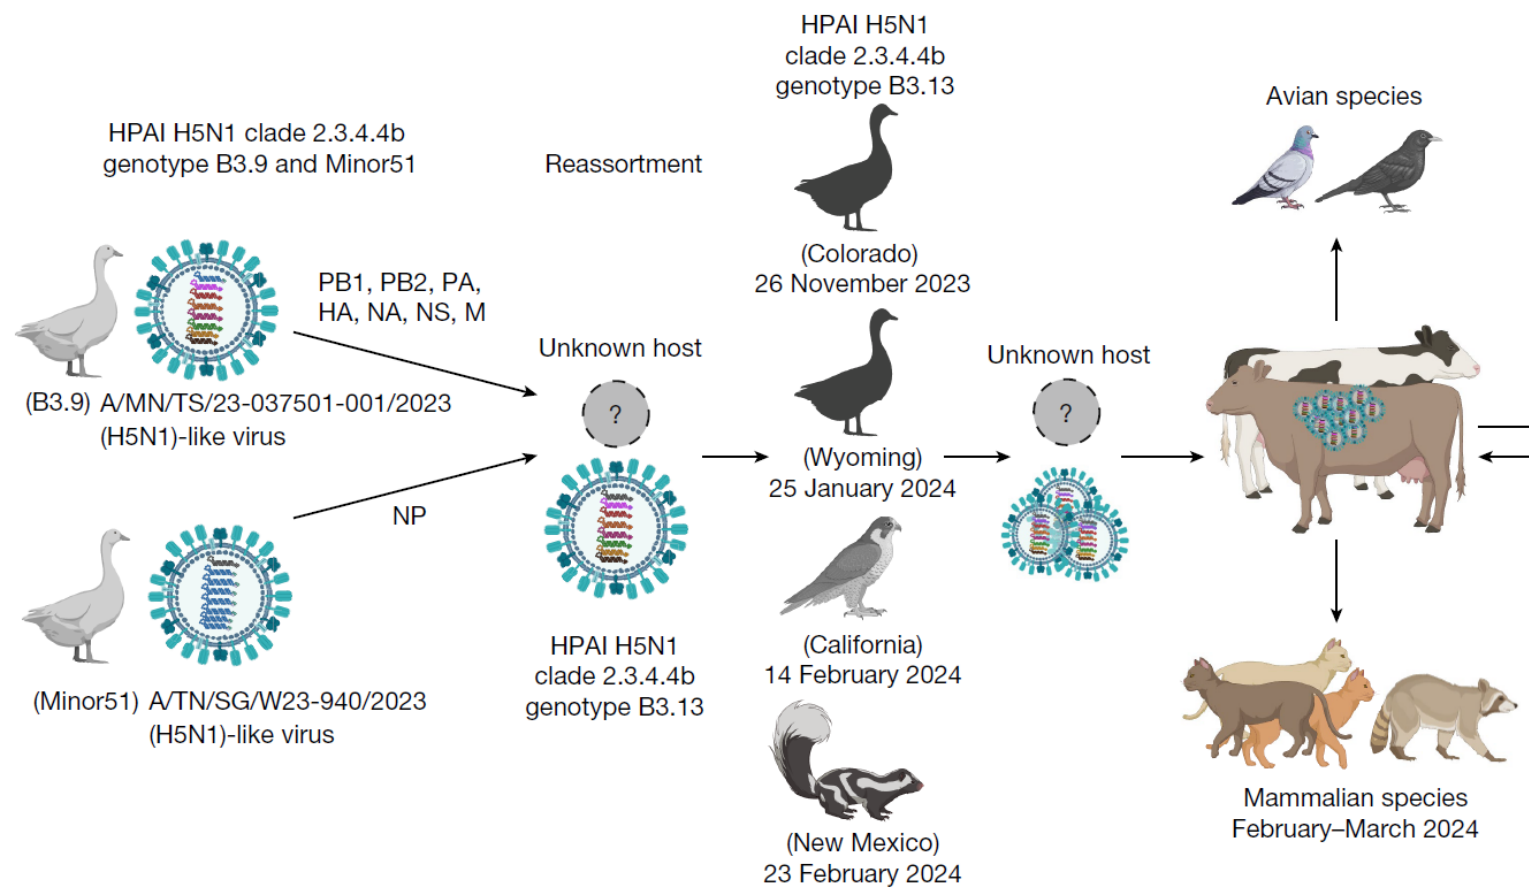 HPAI H5N1 clade 2.3.4.4b
genotype B3.9 and Minor51
(B3.9) A/MN/TS/23-037501-001/2023
(H5N1)-like virus
PB1, PB2, PA,
HA, NA, NS, M
NP
(Minor51) A/TN/SG/W23-940/2023
(H5N1)-like virus
Reassortment
Unknown host
?
HPAI H5N1
clade 2.3.4.4b
genotype B3.13
HPAI H5N1
clade 2.3.4.4b
genotype B3.13
(Colorado)
26 November 2023
(Wyoming)
25 January 2024
(California)
14 February 2024
(New Mexico)
23 February 2024
Unknown host
?
Avian species
Mammalian species
February–March 2024